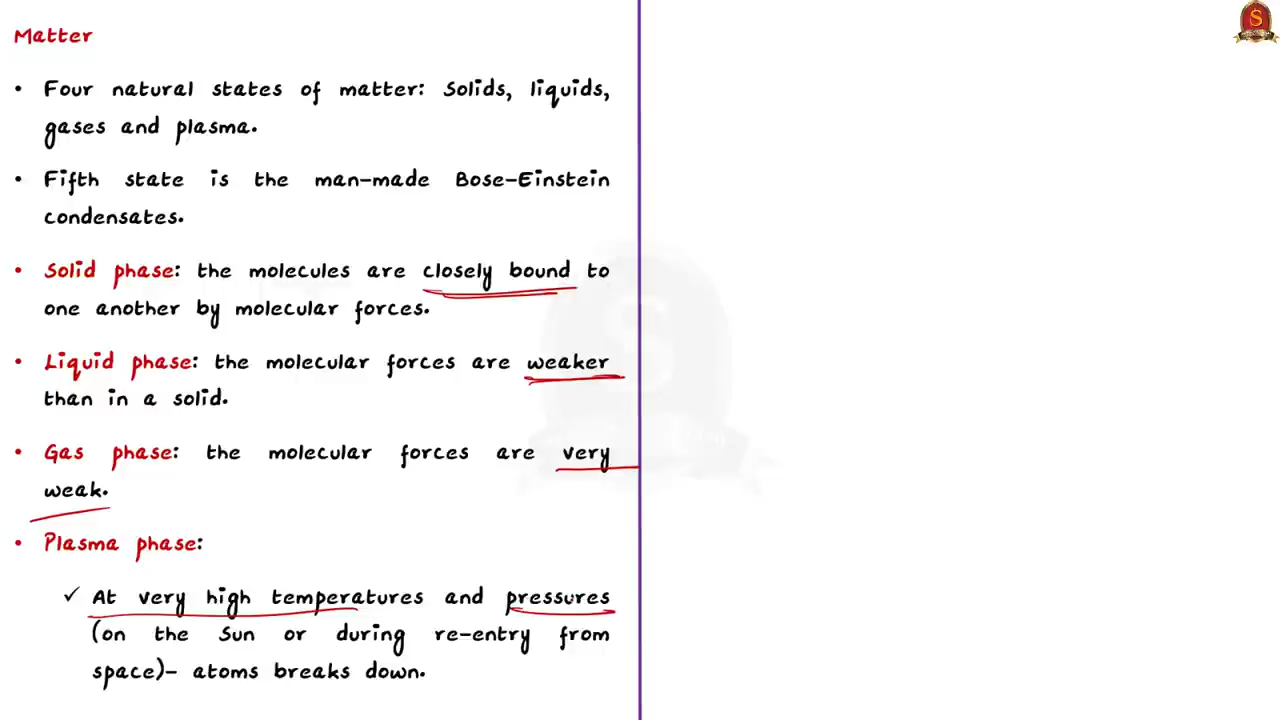 Matter
• Four natural states of matter: Solids, liquids,
gases and plasma.
• Fifth state is the man-made Bose-Einstein
condensates.
• Solid phase: the molecules are closely bound to
one another by molecular forces.
• Liquid phase: the molecular forces are weaker
than in a solid.
• Gas phase: the molecular forces are very
weak.
• Plasma phase:
✓ At very high temperatures and pressures
(on the Sun or during re-entry from
space)- atoms breaks down.
S